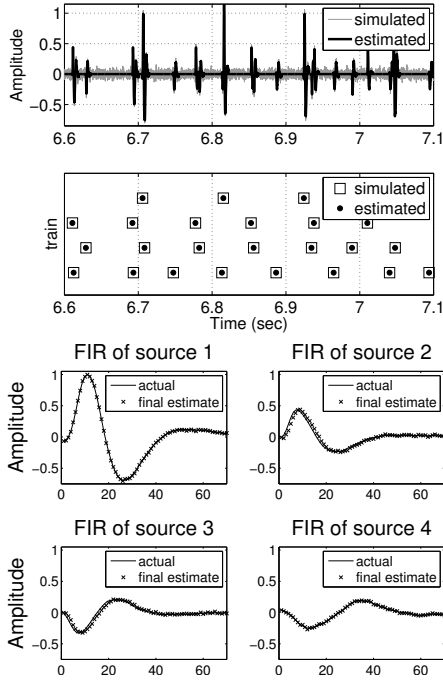 Amplitude
1
0.5
0
−0.5
simulated
estimated
6.6 6.7 6.8 6.9 7 7.1
train
simulated
estimated
6.6 6.7 6.8 6.9 7 7.1
Time (sec)
FIR of source 1
Amplitude
1
0.5
0
−0.5
actual
final estimate
0 20 40 60
FIR of source 2
1
0.5
0
−0.5
actual
final estimate
0 20 40 60
FIR of source 3
Amplitude
1
0.5
0
−0.5
actual
final estimate
0 20 40 60
FIR of source 4
1
0.5
0
−0.5
actual
final estimate
0 20 40 60